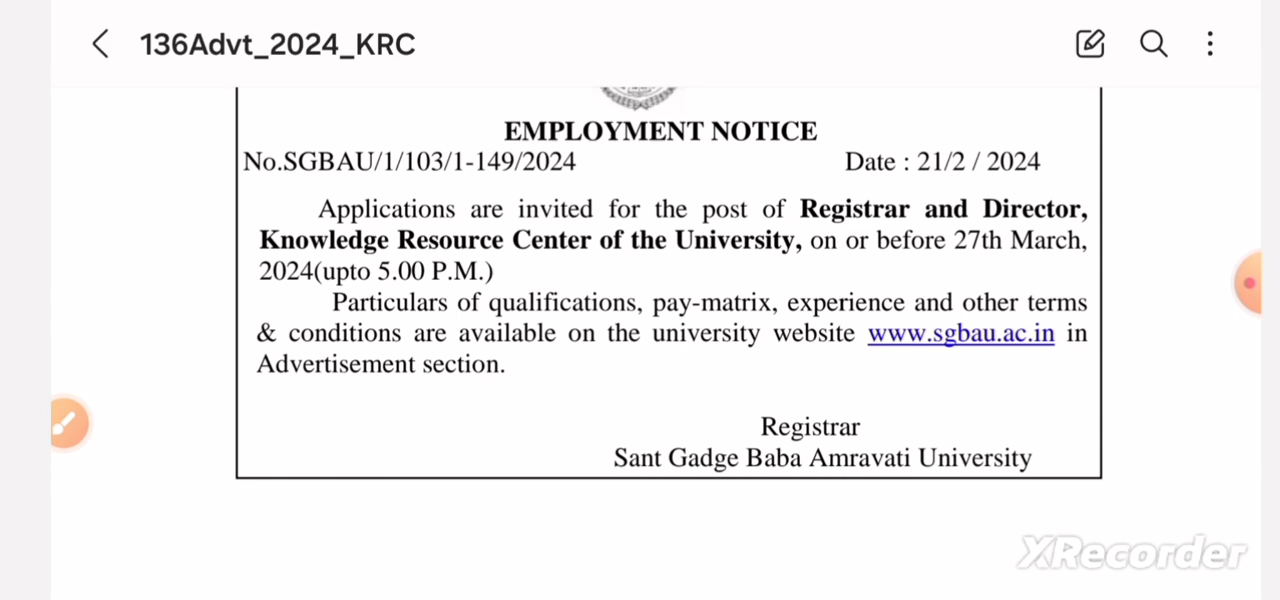 136Advt_2024_KRC
EMPLOYMENT NOTICE
No.SGBAU/1/103/1-149/2024 Date : 21/2 / 2024
Applications are invited for the post of Registrar and Director,
Knowledge Resource Center of the University, on or before 27th March,
2024(upto 5.00 P.M.)
Particulars of qualifications, pay-matrix, experience and other terms
& conditions are available on the university website www.sgbau.ac.in in
Advertisement section.
Registrar
Sant Gadge Baba Amravati University
XRecorder